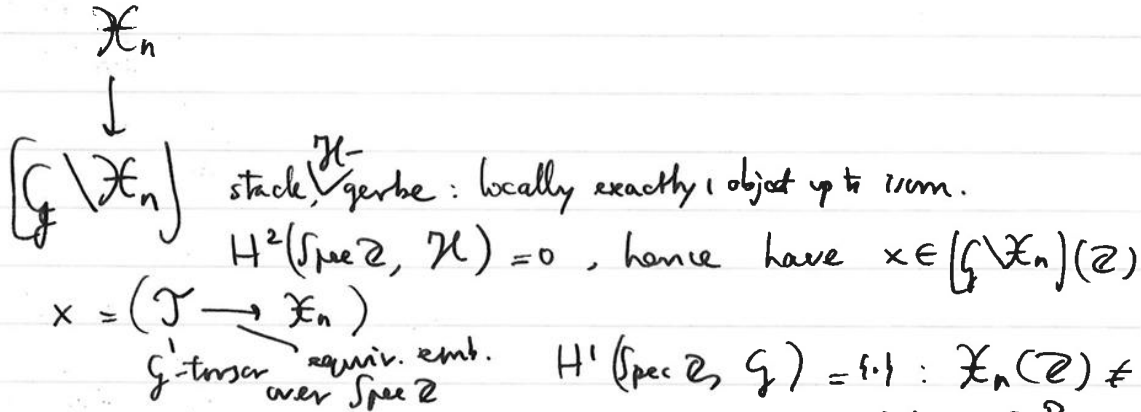 𝒳n
↓
[G\𝒳n] stack, ℋ-gerbe : locally exactly 1 object up to isom.
H²(Spec Z, ℋ) = 0 , hence have x ∈ [G\𝒳n](Z)
x = (𝒯 → 𝒳n)
G-torsor equiv. emb.
over Spec Z
H¹(Spec Z, G) = {·} : 𝒳n(Z) ≠